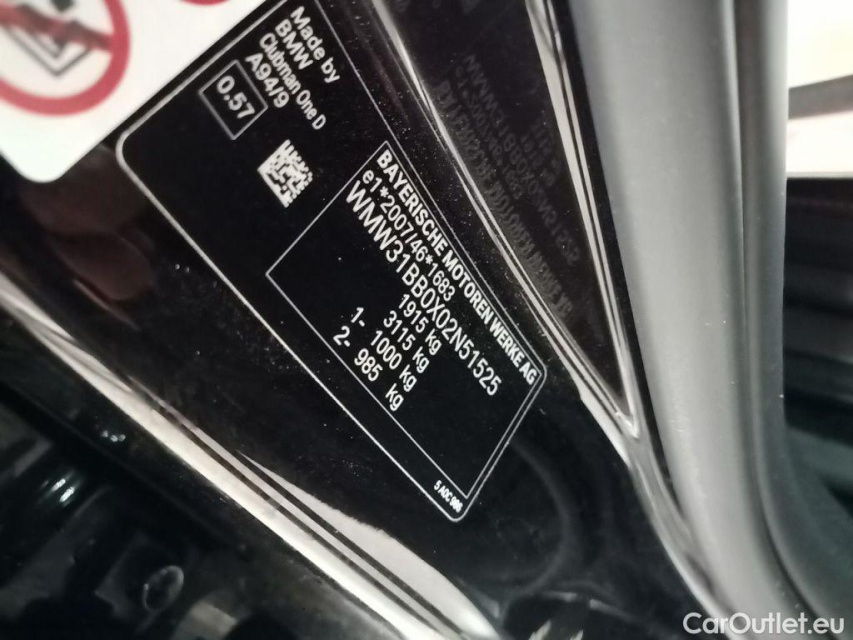 Made by
BMW
Clubman One D
A94/9
0.57
BAYERISCHE MOTOREN WERKE AG
e1*2007/46*1683
WMW31BB0X02N51525
1915 kg
3115 kg
1- 1000 kg
2- 985 kg
CarOutlet.eu